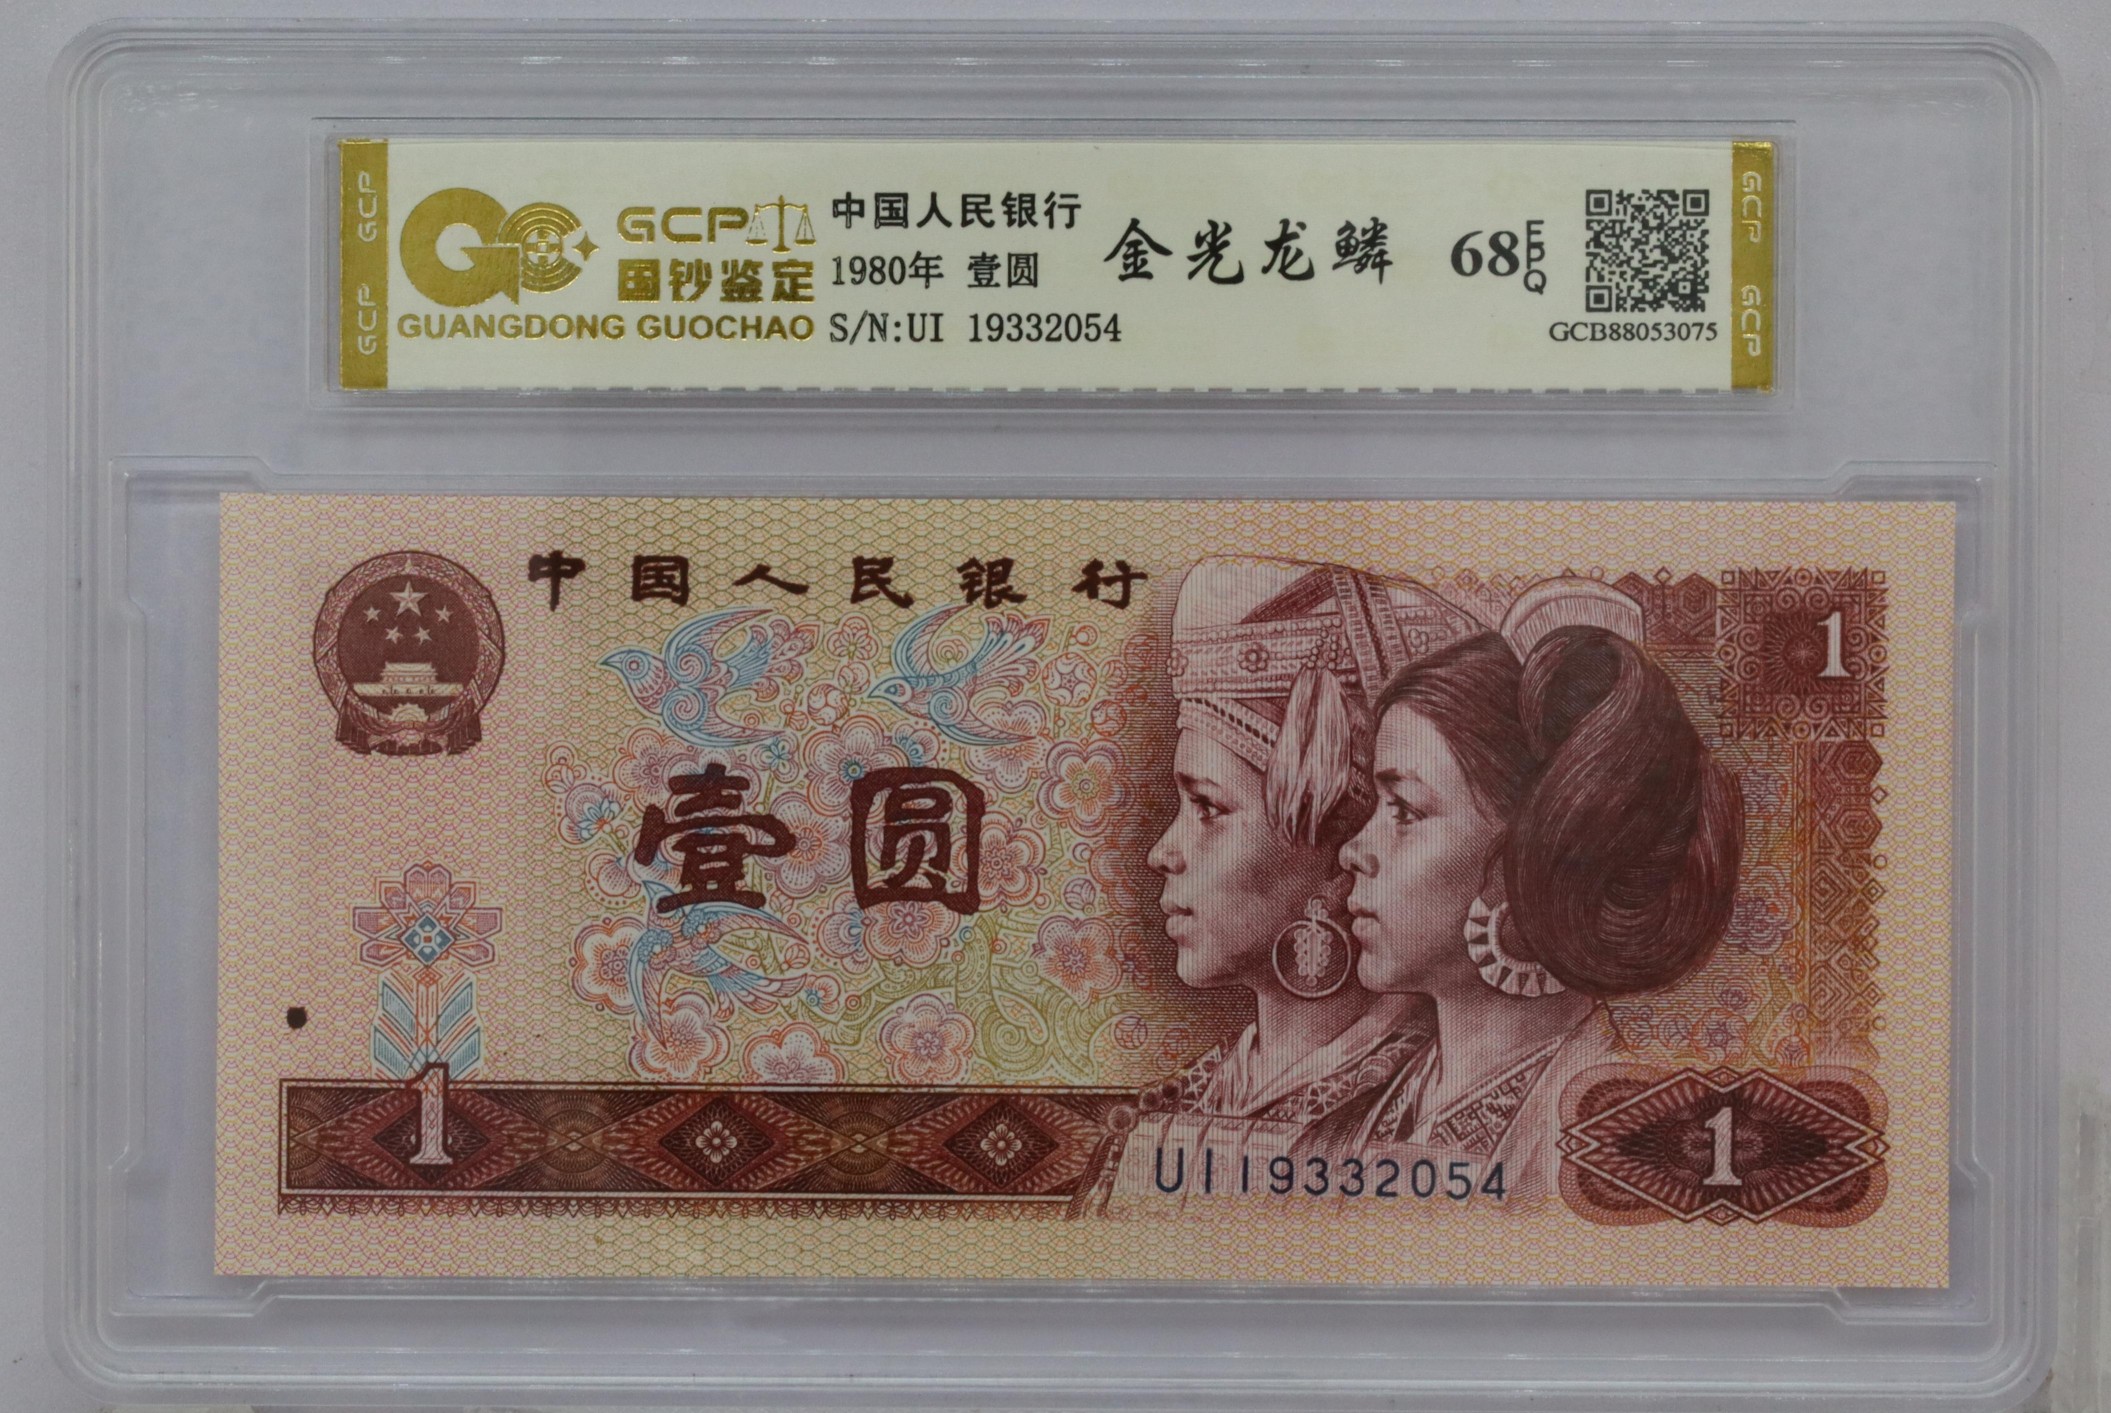 GCP
GCP
GCP
国钞鉴定
GUANGDONG GUOCHAO
中国人民银行
1980年 壹圆
S/N:UI 19332054
金光龙鳞
68 EPQ
GCB88053075
GCP
GCP
中国人民银行
1
壹圆
1
UI19332054
1